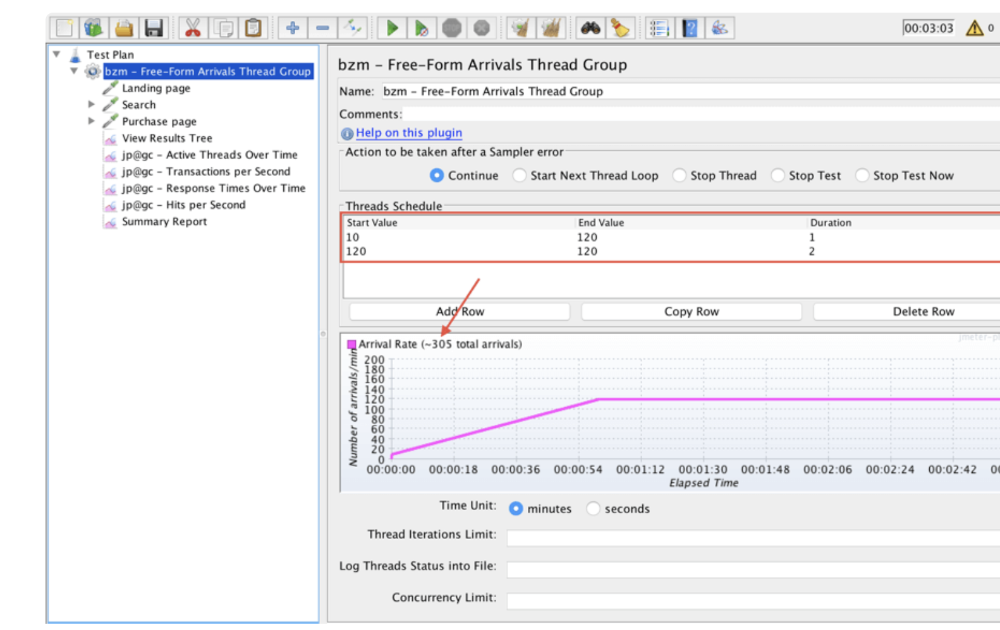 STOP
00:03:03
0
Test Plan
bzm - Free-Form Arrivals Thread Group
Landing page
Search
Purchase page
View Results Tree
jp@gc - Active Threads Over Time
jp@gc - Transactions per Second
jp@gc - Response Times Over Time
jp@gc - Hits per Second
Summary Report
bzm - Free-Form Arrivals Thread Group
Name: bzm - Free-Form Arrivals Thread Group
Comments:
Help on this plugin
Action to be taken after a Sampler error
Continue Start Next Thread Loop Stop Thread Stop Test Stop Test Now
Threads Schedule
Start Value End Value Duration
10 120 1
120 120 2
Add Row Copy Row Delete Row
jmeter-pl
Arrival Rate (~305 total arrivals)
Number of arrivals/min
200
180
160
140
120
100
80
60
40
20
0
00:00:00 00:00:18 00:00:36 00:00:54 00:01:12 00:01:30 00:01:48 00:02:06 00:02:24 00:02:42 00
Elapsed Time
Time Unit: minutes seconds
Thread Iterations Limit:
Log Threads Status into File:
Concurrency Limit: